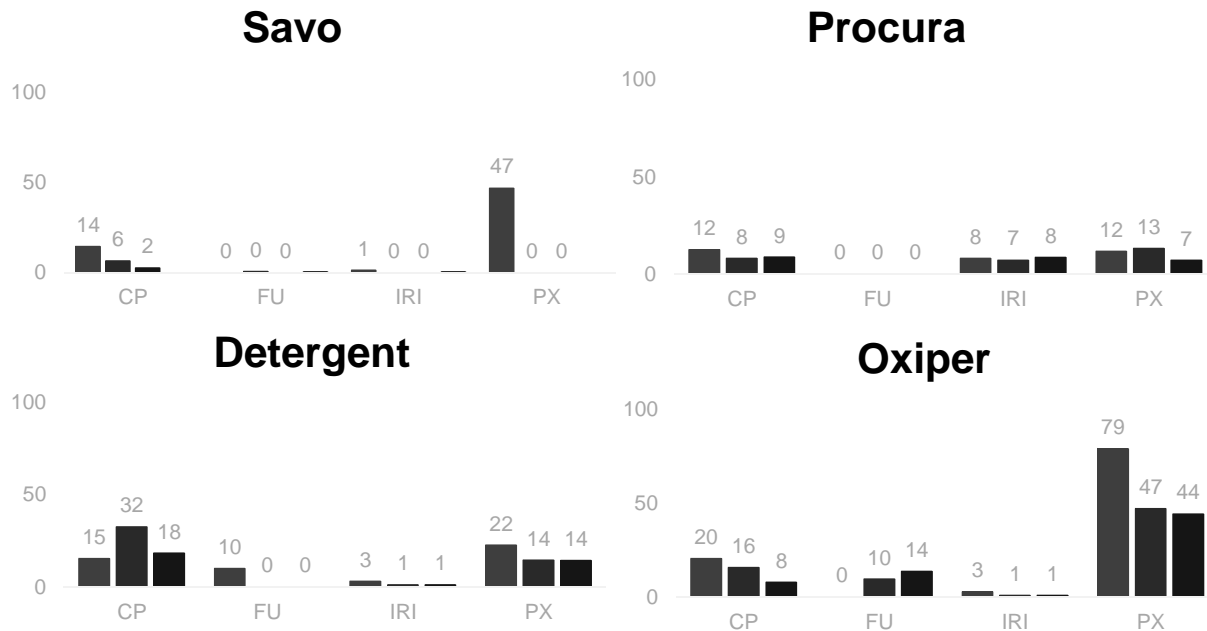 Savo
100
50
0
14 6 2
0 0 0
1 0 0
47 0 0
CP FU IRI PX
Procura
100
50
0
12 8 9
0 0 0
8 7 8
12 13 7
CP FU IRI PX
Detergent
100
50
0
15 32 18
10 0 0
3 1 1
22 14 14
CP FU IRI PX
Oxiper
100
50
0
20 16 8
0 10 14
3 1 1
79 47 44
CP FU IRI PX